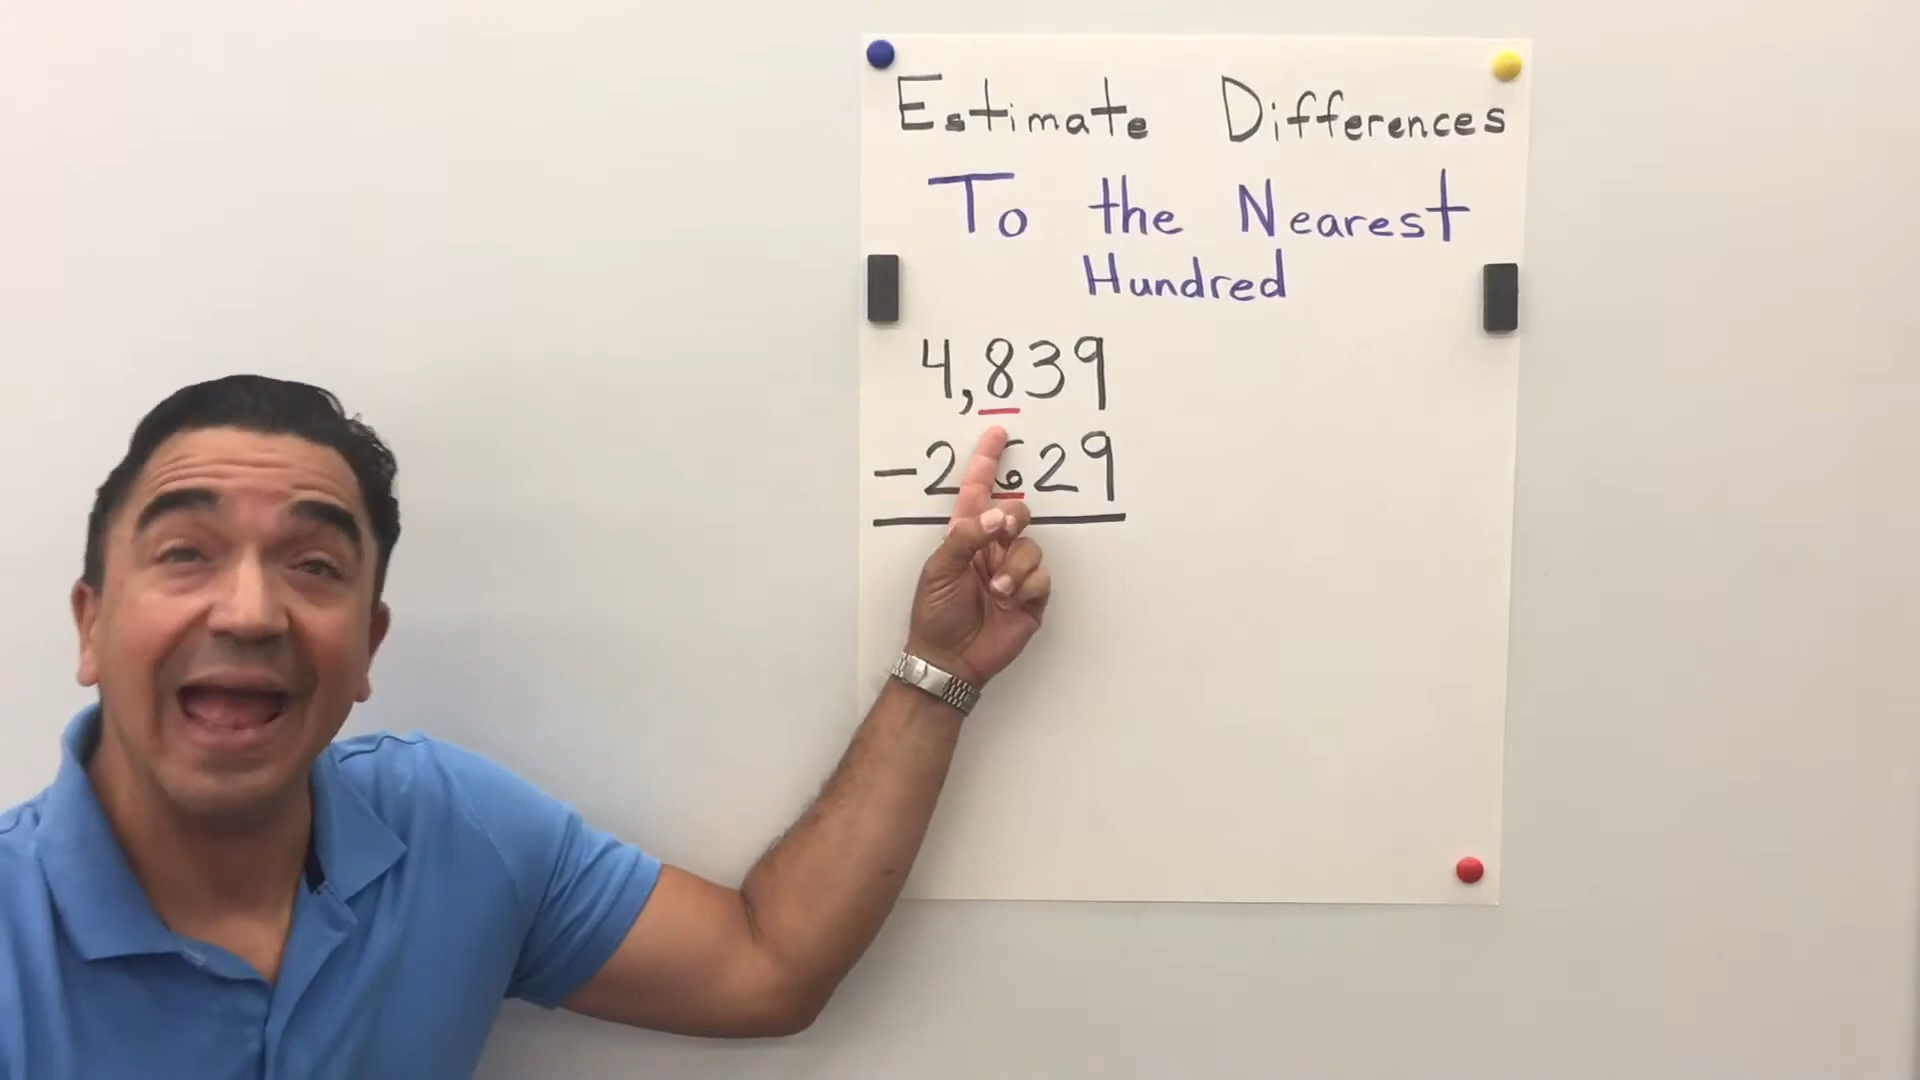 Estimate Differences
To the Nearest
Hundred
4,839
-2 629